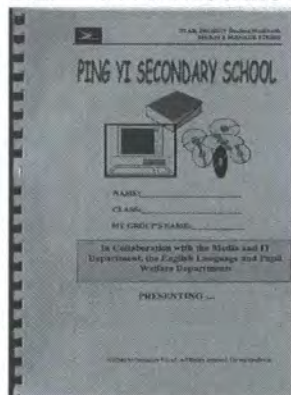 PING YI SECONDARY SCHOOL
NAME:
CLASS:
MY GROUP'S NAME:
In Collaboration with the Media and IT
Department, the English Language and Pupil
Welfare Departments
PRESENTING ...